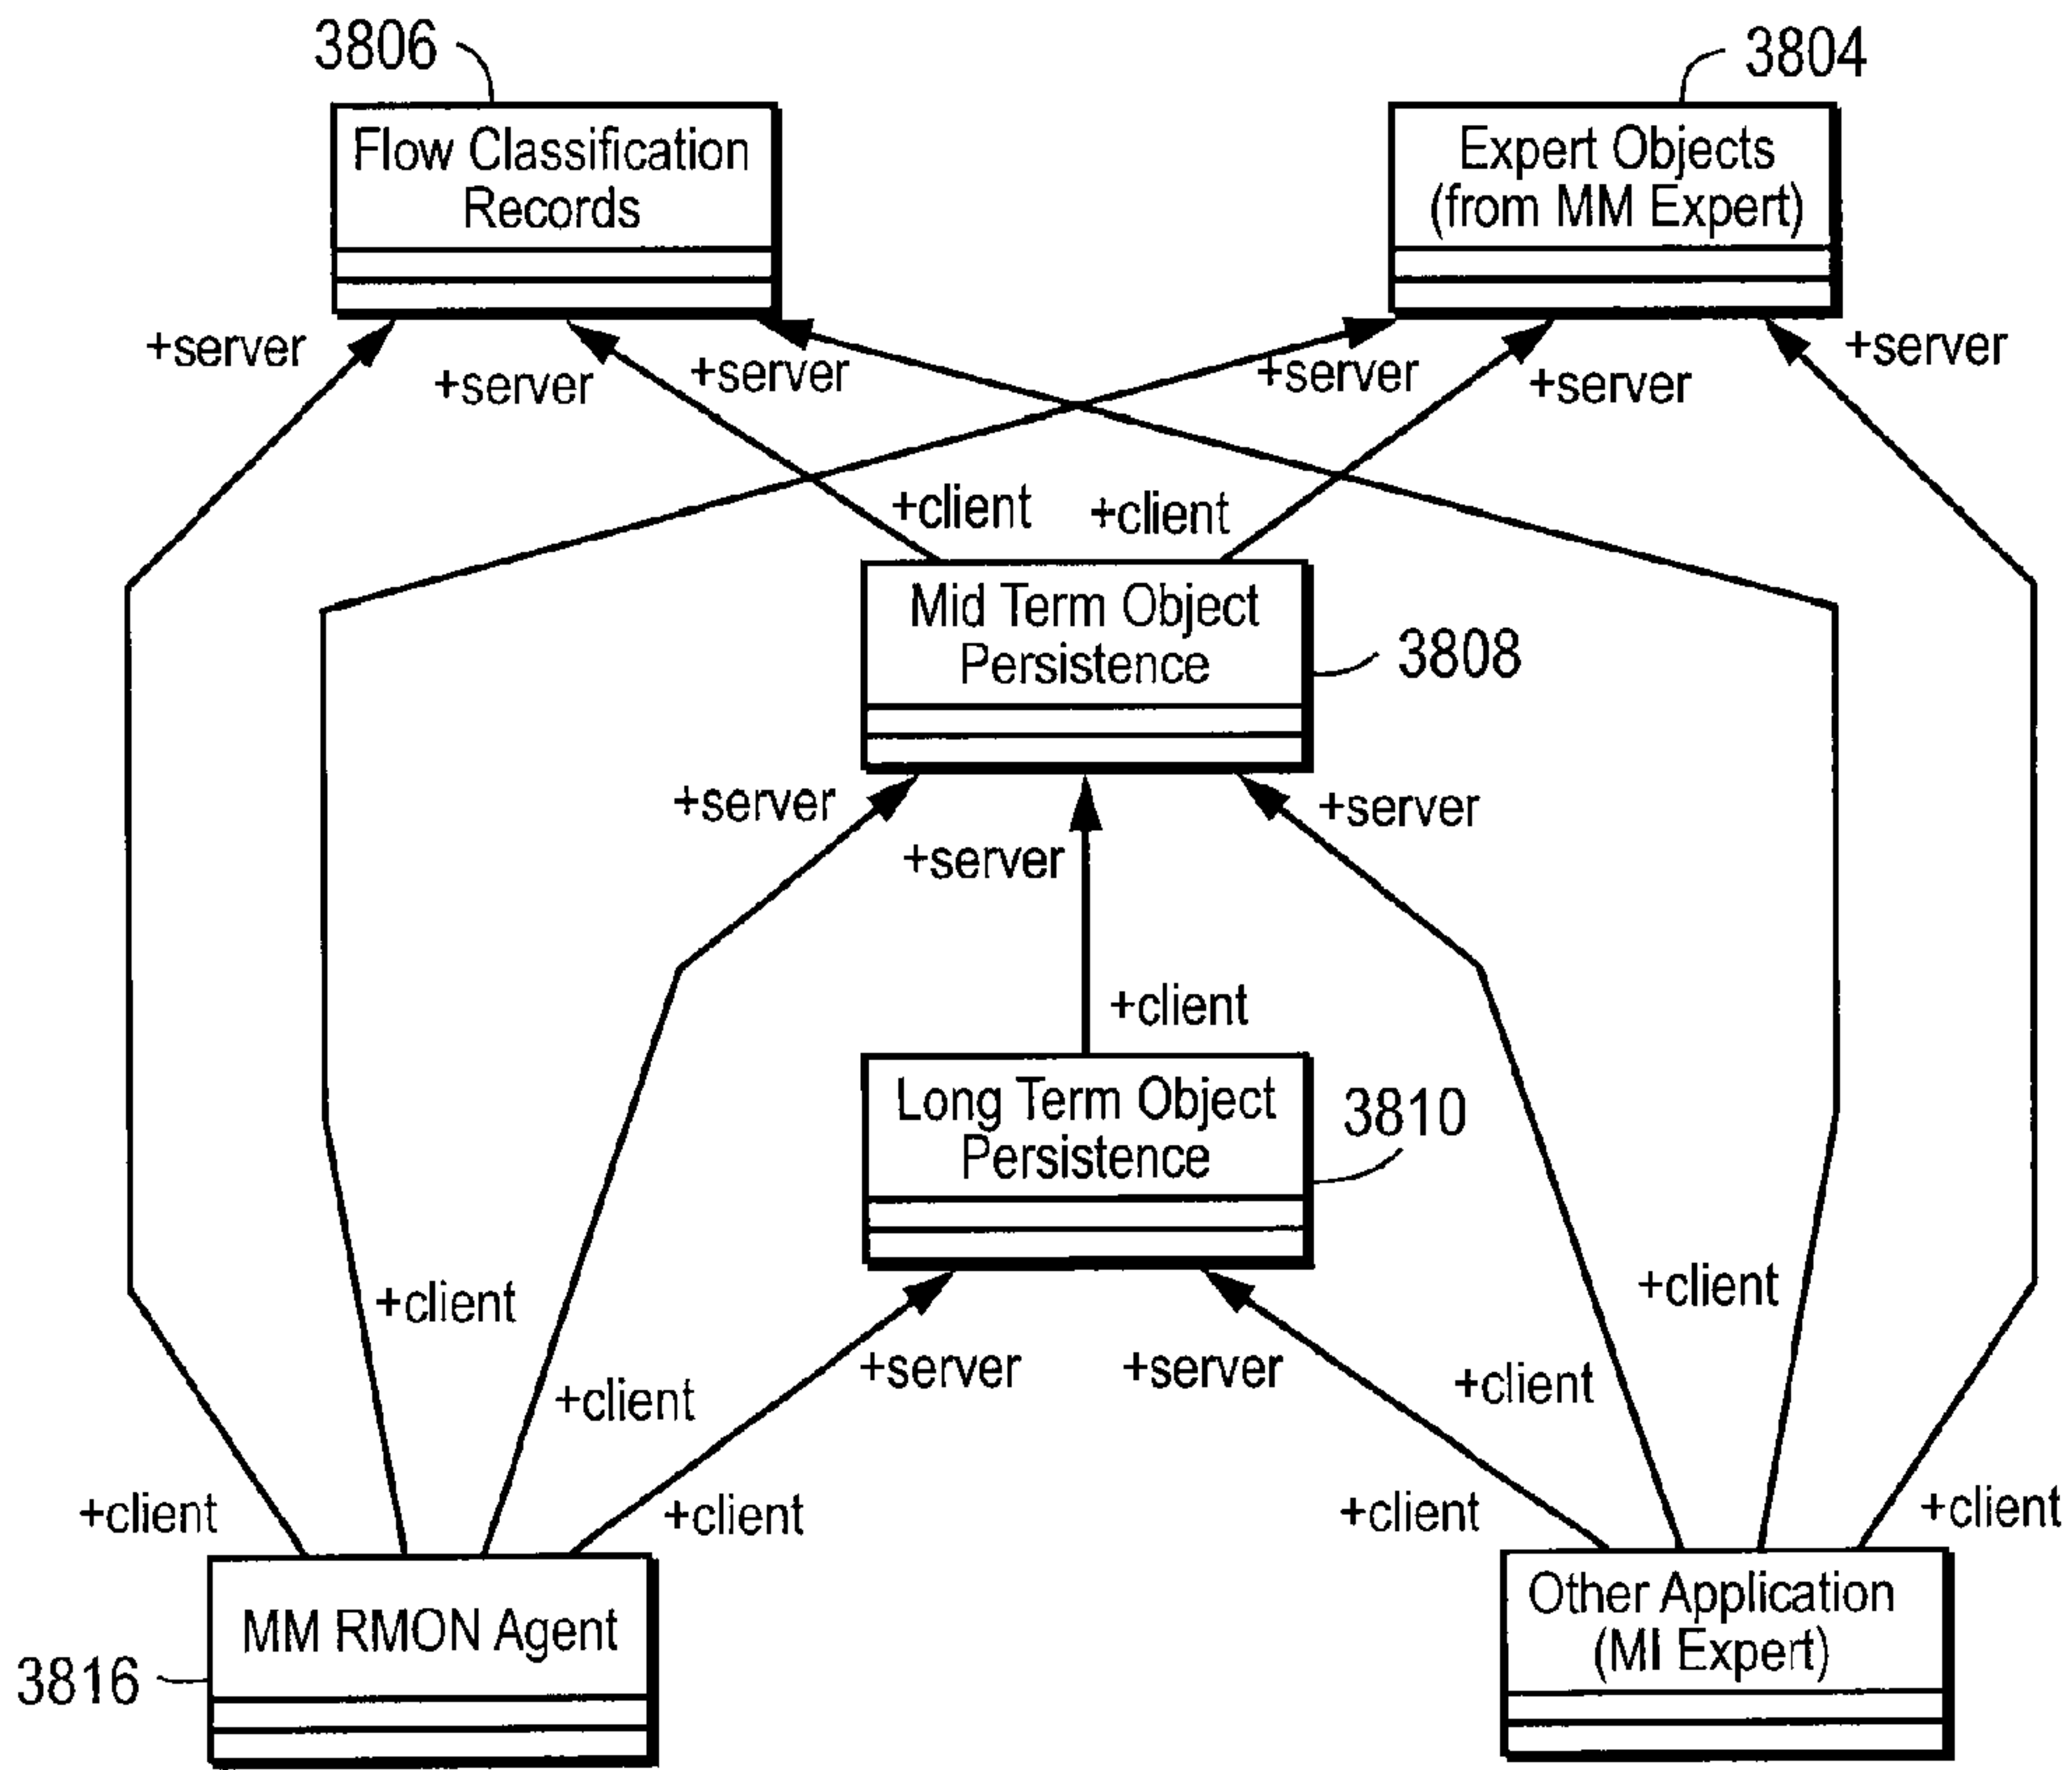 3806
3804
Flow Classification
Records
Expert Objects
(from MM Expert)
+server
+server
+server
+server
+server
+server
+client
+client
Mid Term Object
Persistence
3808
+server
+server
+server
+client
Long Term Object
Persistence
3810
+client
+client
+server
+server
+client
+client
+client
+client
+client
+client
MM RMON Agent
3816
Other Application
(MI Expert)